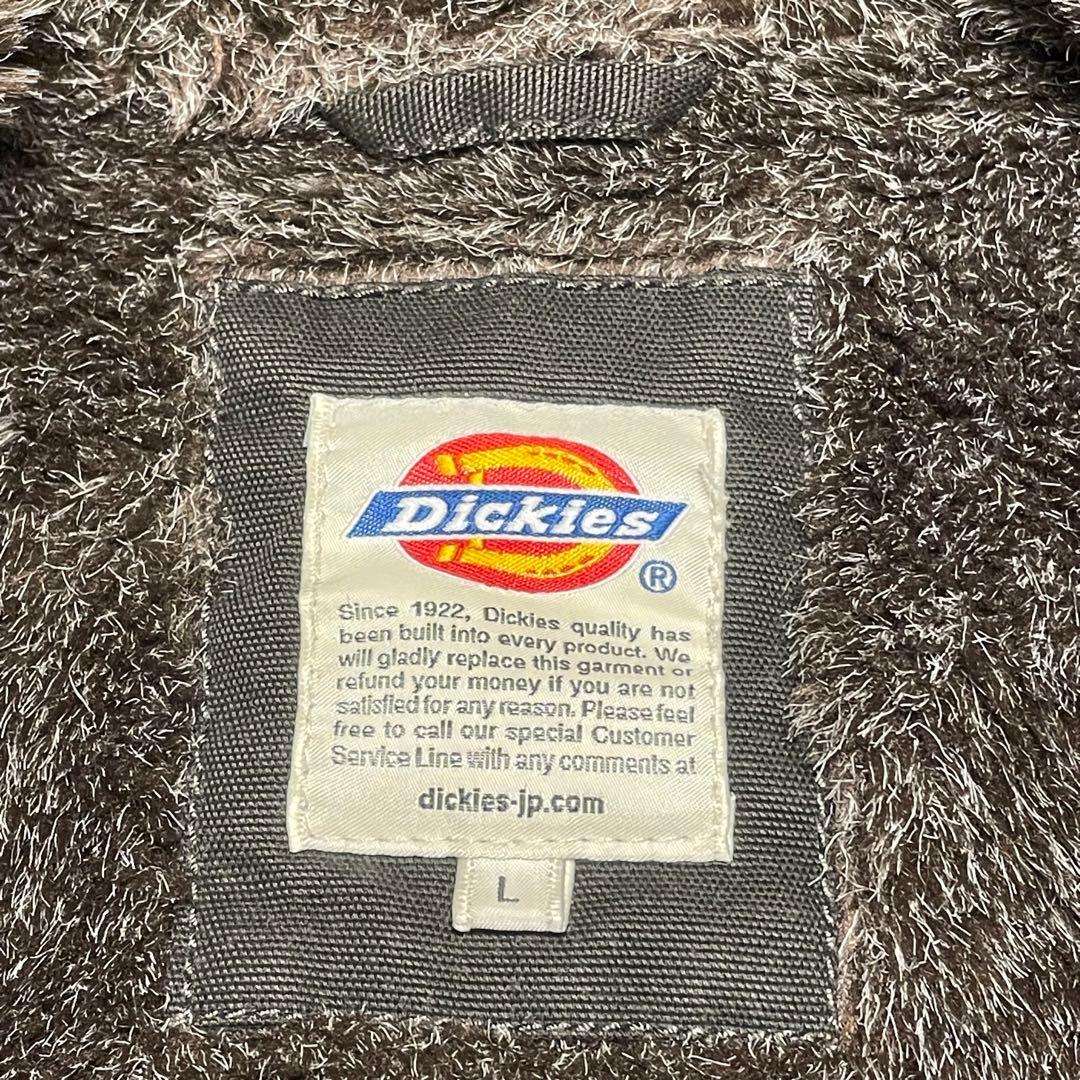 Dickies
®
Since 1922, Dickies quality has
been built into every product. We
will gladly replace this garment or
refund your money if you are not
satisfied for any reason. Please feel
free to call our special Customer
Service Line with any comments at
dickies-jp.com
L